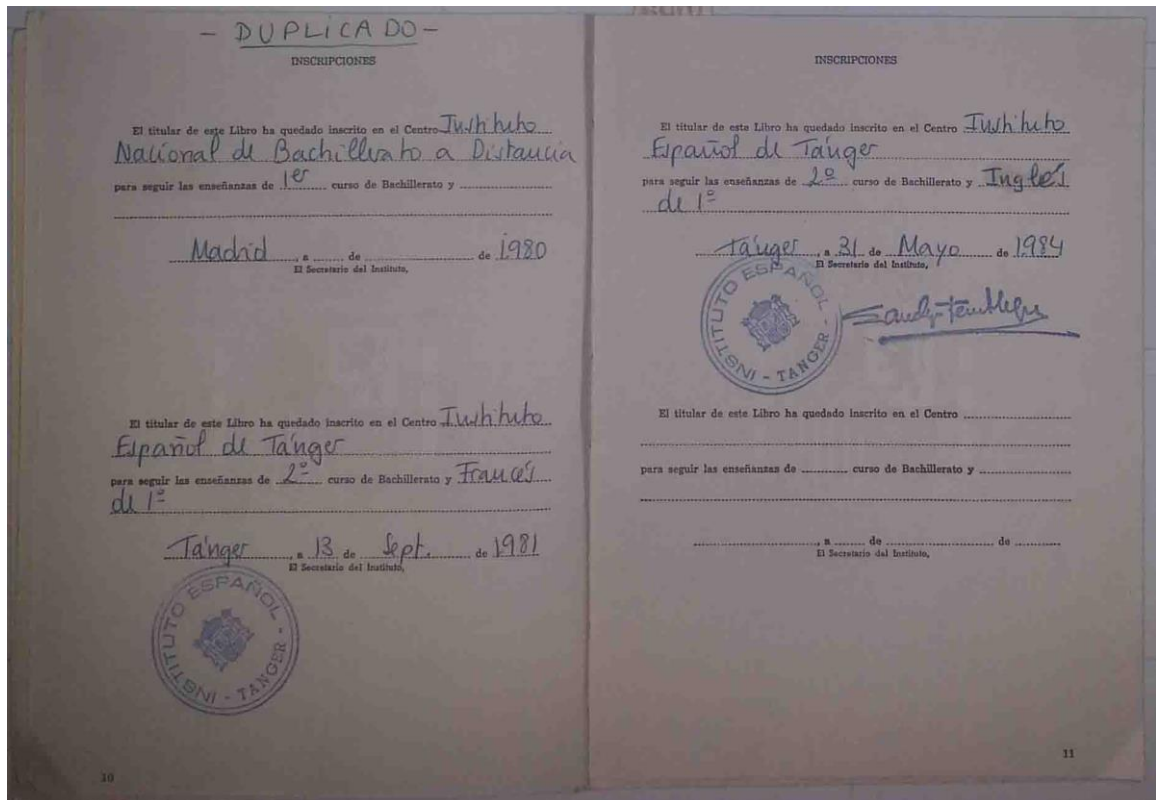 - DUPLICADO -
INSCRIPCIONES
El titular de este Libro ha quedado inscrito en el Centro Instituto
Nacional de Bachillerato a Distancia
para seguir las enseñanzas de 1er curso de Bachillerato y
Madrid, a de de 1980
El Secretario del Instituto,
El titular de este Libro ha quedado inscrito en el Centro Instituto
Español de Tánger
para seguir las enseñanzas de 2º curso de Bachillerato y Francés
de 1º
Tánger, a 13 de Sept. de 1981
El Secretario del Instituto,
INSTITUTO ESPAÑOL - TANGER -
10
INSCRIPCIONES
El titular de este Libro ha quedado inscrito en el Centro Instituto
Español de Tánger
para seguir las enseñanzas de 2º curso de Bachillerato y Inglés
de 1º
Tánger, a 31 de Mayo de 1984
El Secretario del Instituto,
INSTITUTO ESPAÑOL - TANGER -
El titular de este Libro ha quedado inscrito en el Centro
para seguir las enseñanzas de curso de Bachillerato y
, a de de
El Secretario del Instituto,
11